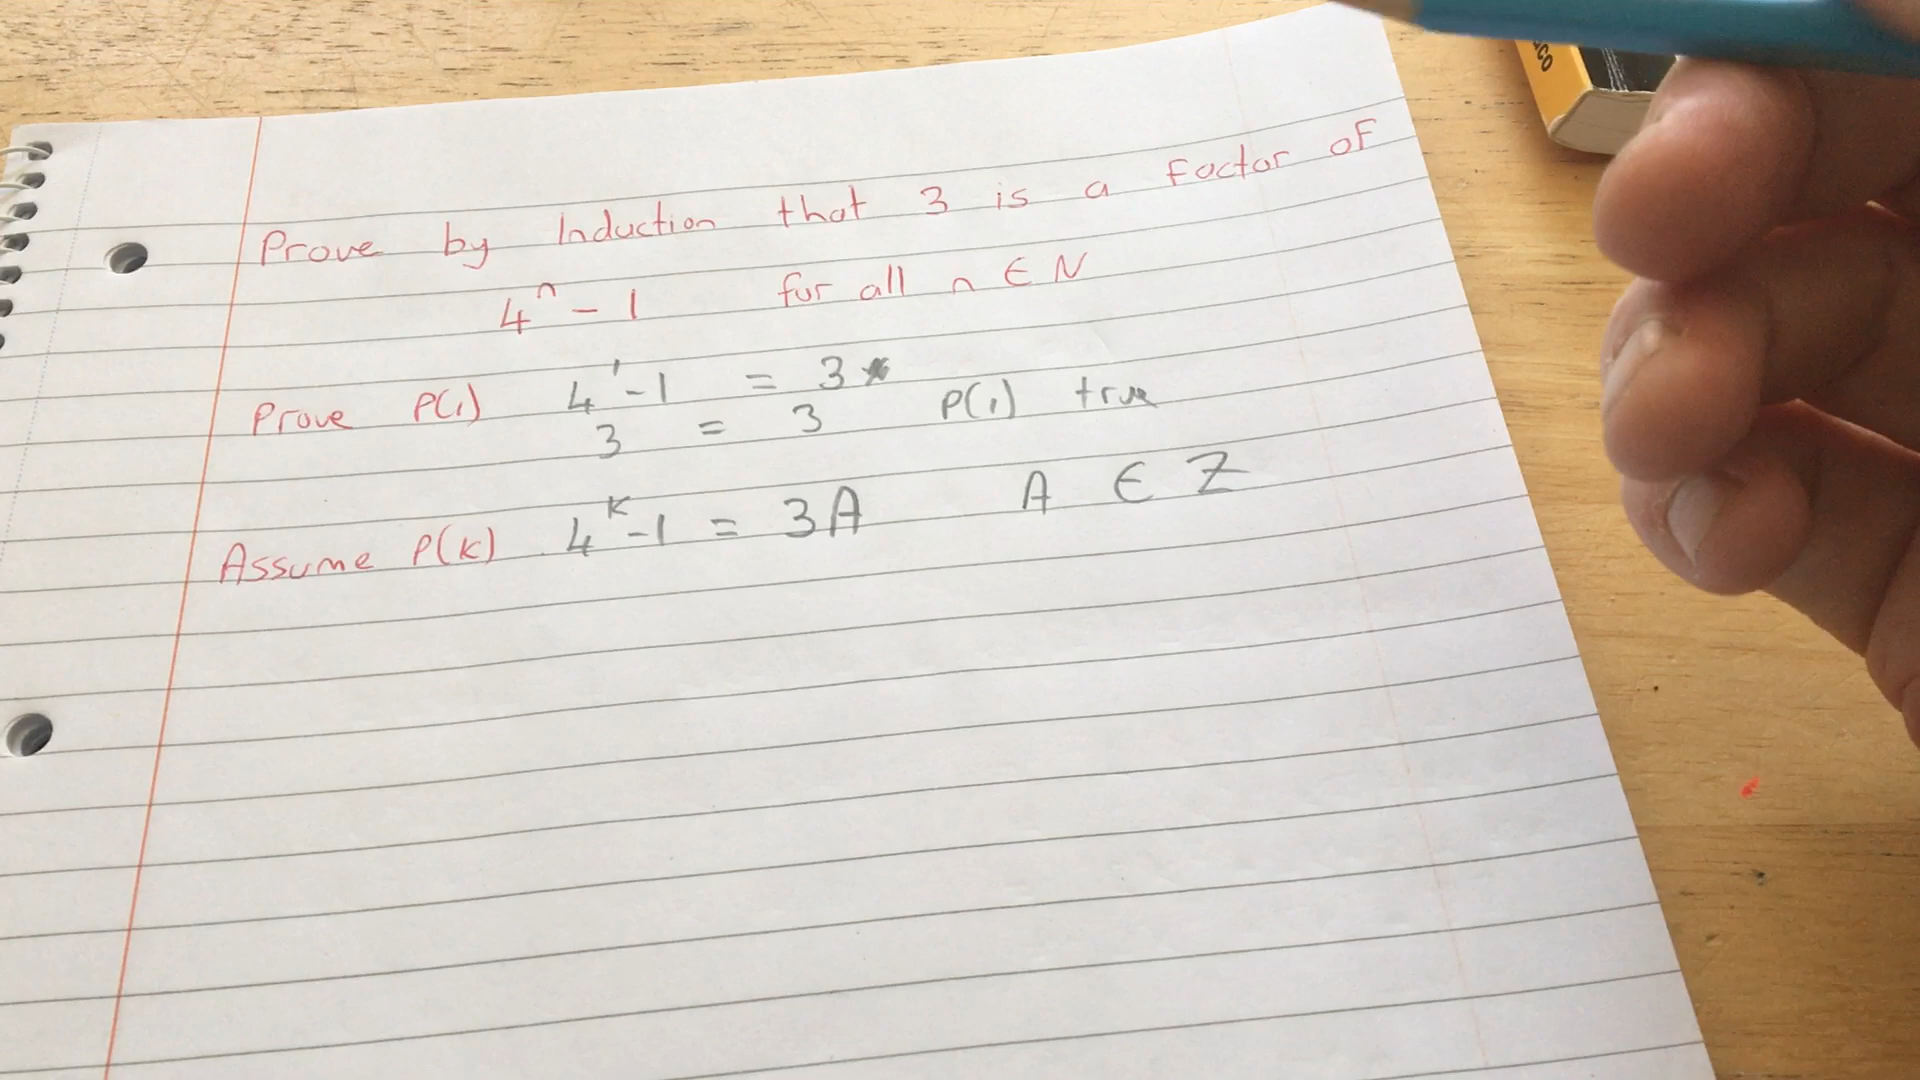 Prove by Induction that 3 is a factor of
4ⁿ - 1 for all n ∈ N
Prove P(1) 4¹ - 1 = 3
3 = 3 P(1) true
Assume P(k) 4ᵏ - 1 = 3A A ∈ Z